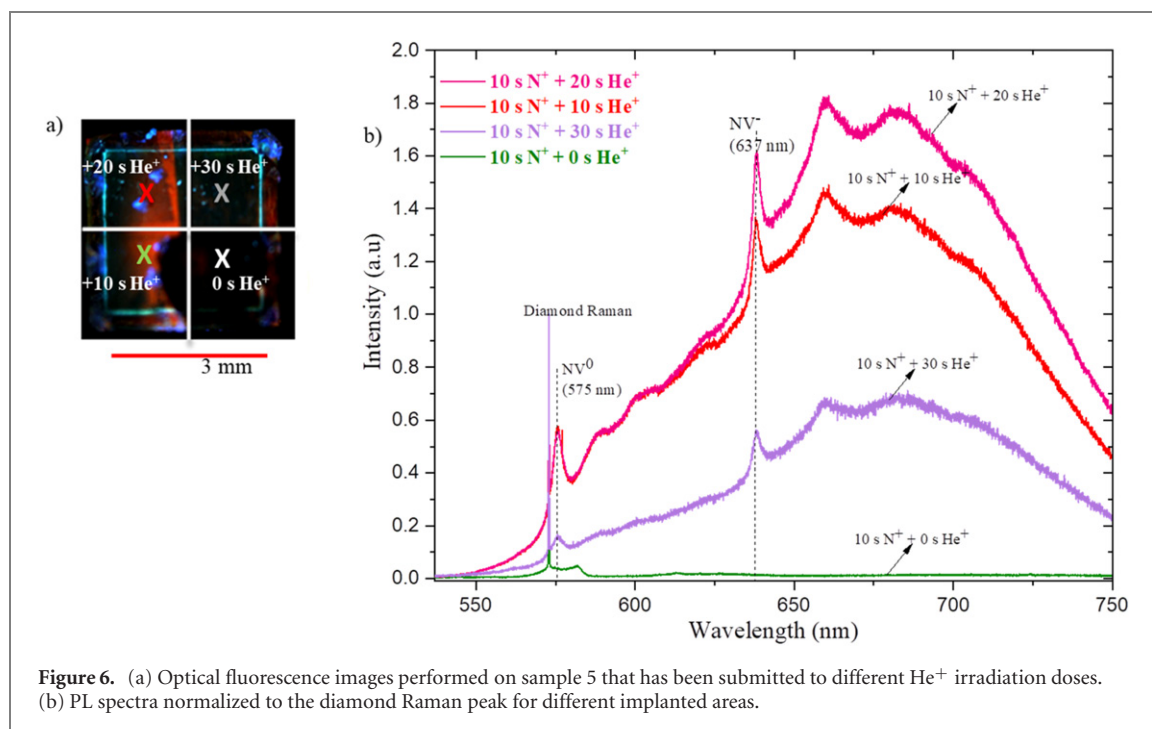 a)
+20 s He⁺
+30 s He⁺
X
X
X
X
+10 s He⁺
0 s He⁺
3 mm
b)
2.0
1.8
1.6
1.4
1.2
1.0
0.8
0.6
0.4
0.2
0.0
Intensity (a.u)
10 s N⁺ + 20 s He⁺
10 s N⁺ + 10 s He⁺
10 s N⁺ + 30 s He⁺
10 s N⁺ + 0 s He⁺
NV⁻
(637 nm)
10 s N⁺ + 20 s He⁺
10 s N⁺ + 10 s He⁺
Diamond Raman
NV⁰
(575 nm)
10 s N⁺ + 30 s He⁺
10 s N⁺ + 0 s He⁺
550
600
650
700
750
Wavelength (nm)
Figure 6. (a) Optical fluorescence images performed on sample 5 that has been submitted to different He⁺ irradiation doses.
(b) PL spectra normalized to the diamond Raman peak for different implanted areas.